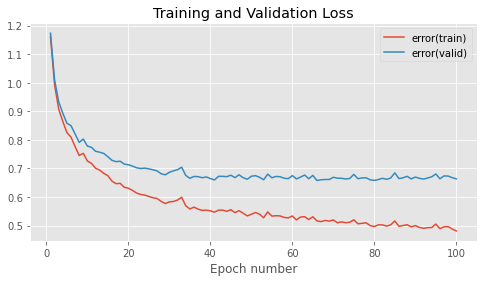 Training and Validation Loss
1.2
1.1
1.0
0.9
0.8
0.7
0.6
0.5
error(train)
error(valid)
0 20 40 60 80 100
Epoch number